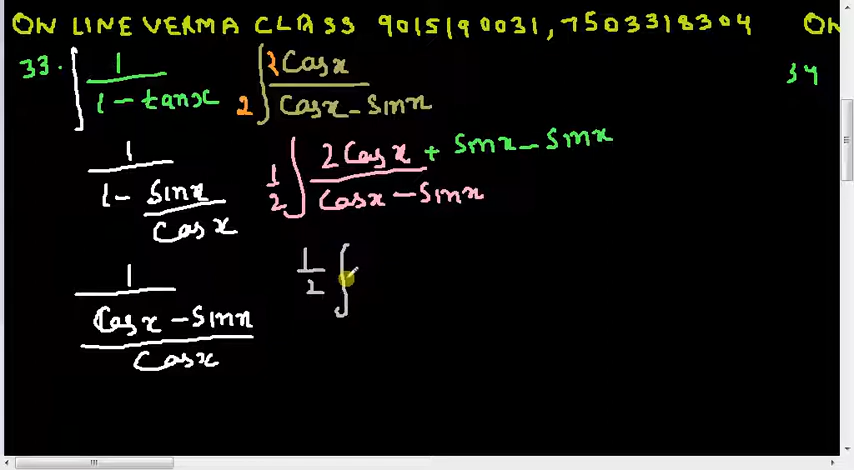 ON LINE VERMA CLASS 9015190031, 7503318304 ON
33. ∫ 1 / (1 - tanx)
1 / (1 - Sinx / Cosx)
1 / ((Cosx - Sinx) / Cosx)
1/2 ∫ 2Cosx / (Cosx - Sinx)
1/2 ∫ (2Cosx + Sinx - Sinx) / (Cosx - Sinx)
1/2 ∫
34